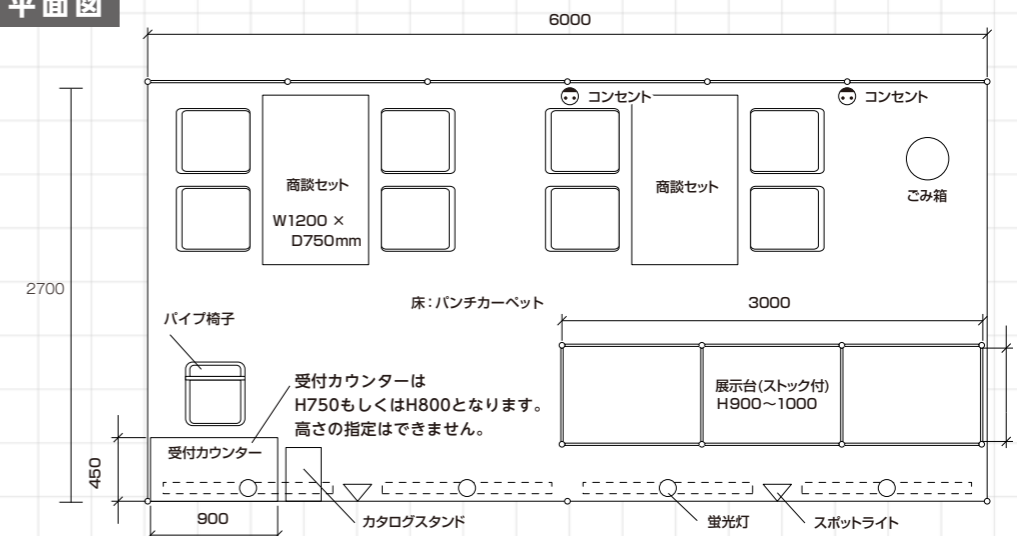 平面図
6000
コンセント
コンセント
商談セット
W1200 ×
D750mm
商談セット
ごみ箱
2700
床：パンチカーペット
3000
パイプ椅子
受付カウンターは
H750もしくはH800となります。
高さの指定はできません。
展示台(ストック付)
H900～1000
受付カウンター
450
900
カタログスタンド
蛍光灯
スポットライト